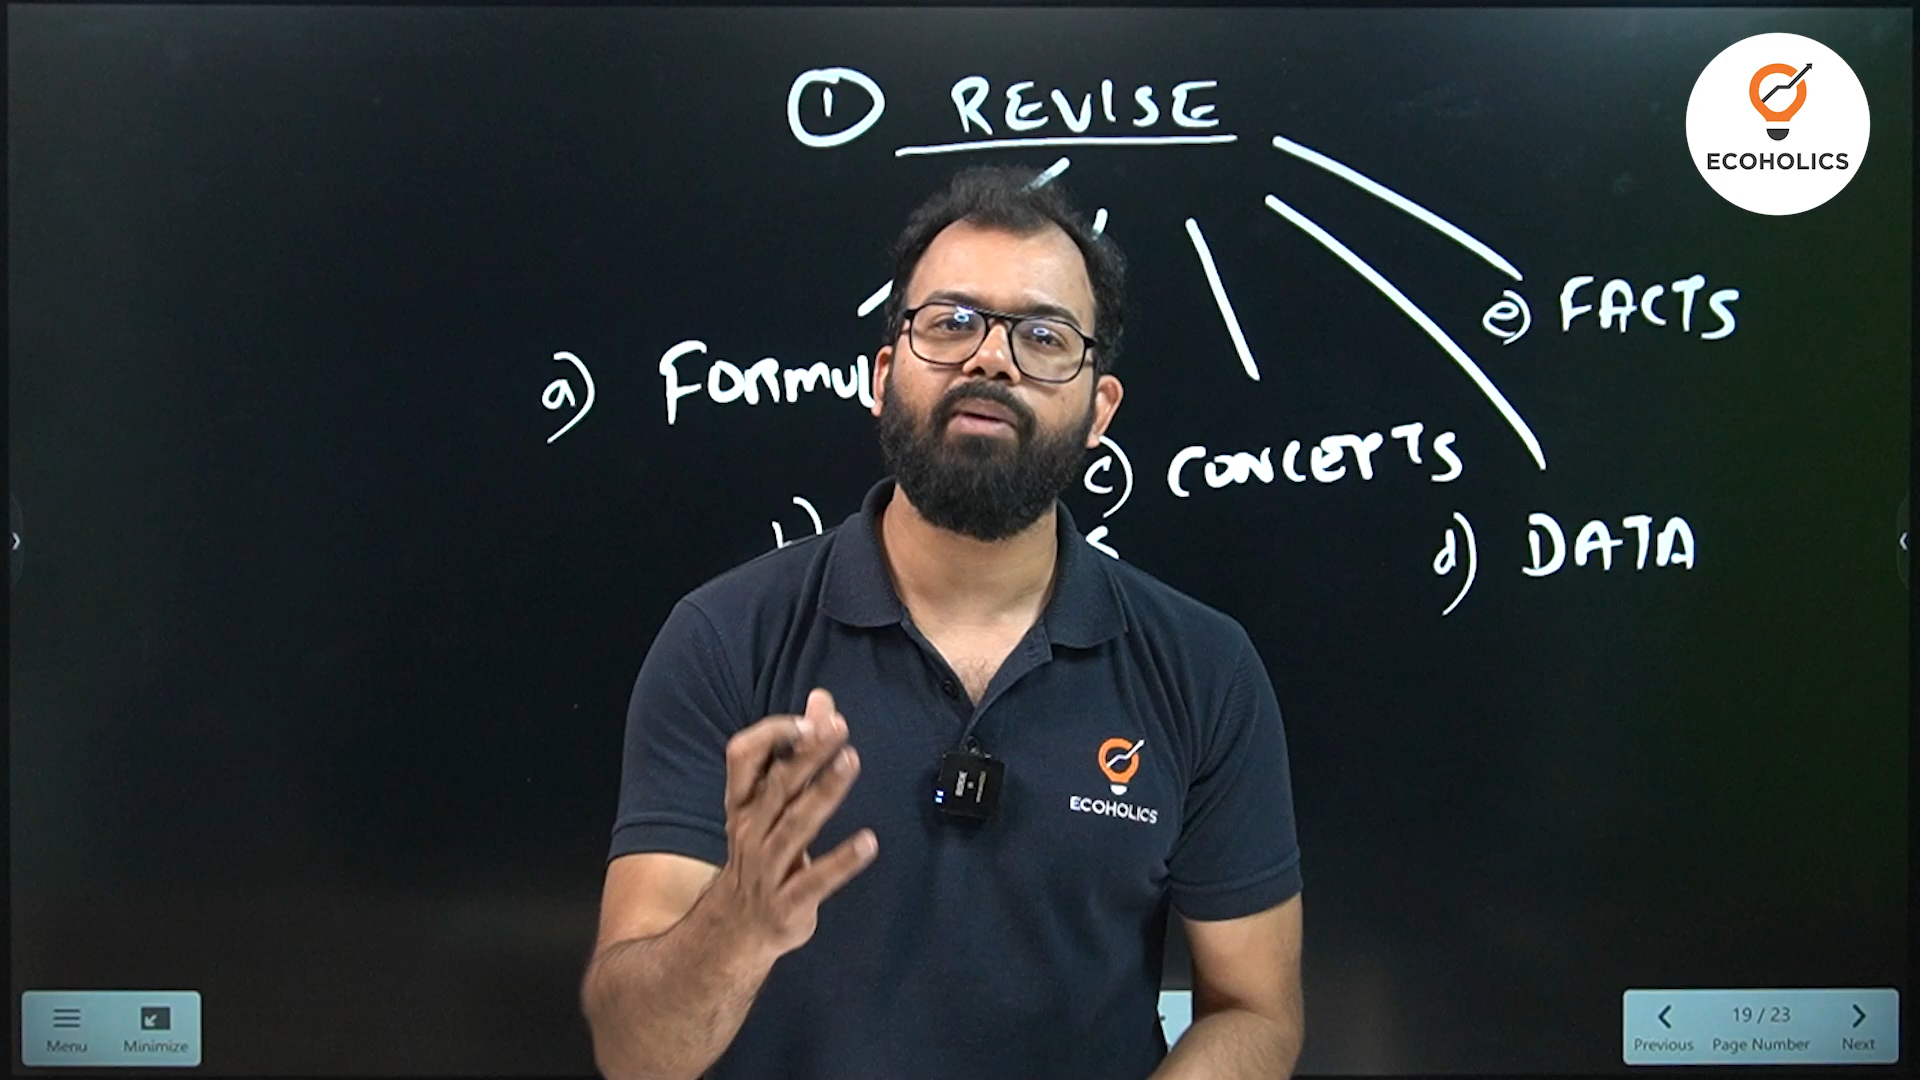 ① REVISE
ECOHOLICS
e) FACTS
a) FORMUL
c) CONCEPTS
b) S
d) DATA
ECOHOLICS
Menu
Minimize
19 / 23
Previous
Page Number
Next